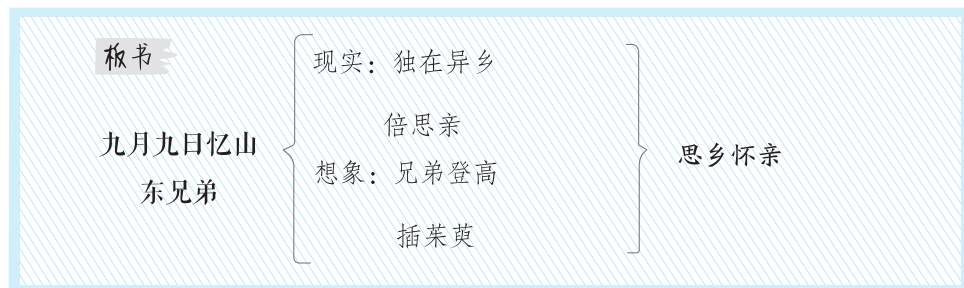 板书
九月九日忆山
东兄弟
现实：独在异乡
倍思亲
想象：兄弟登高
插茱萸
思乡怀亲